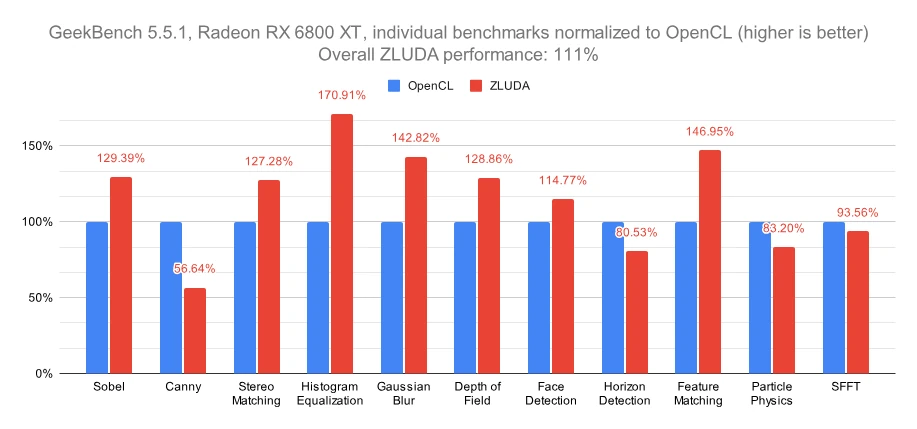 GeekBench 5.5.1, Radeon RX 6800 XT, individual benchmarks normalized to OpenCL (higher is better)
Overall ZLUDA performance: 111%
OpenCL ZLUDA
170.91%
150%
146.95%
142.82%
129.39%
127.28%
128.86%
114.77%
100%
93.56%
80.53%
83.20%
56.64%
50%
0%
Sobel
Canny
Stereo
Matching
Histogram
Equalization
Gaussian
Blur
Depth of
Field
Face
Detection
Horizon
Detection
Feature
Matching
Particle
Physics
SFFT